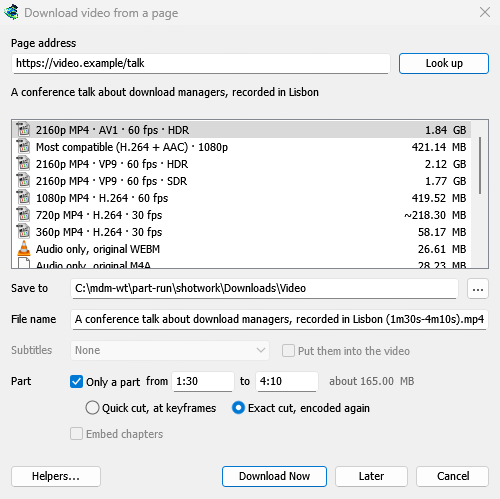 Download video from a page
Page address
https://video.example/talk
Look up
A conference talk about download managers, recorded in Lisbon
2160p MP4 · AV1 · 60 fps · HDR 1.84 GB
Most compatible (H.264 + AAC) · 1080p 421.14 MB
2160p MP4 · VP9 · 60 fps · HDR 2.12 GB
2160p MP4 · VP9 · 60 fps · SDR 1.77 GB
1080p MP4 · H.264 · 60 fps 419.52 MB
720p MP4 · H.264 · 30 fps ~218.30 MB
360p MP4 · H.264 · 30 fps 58.17 MB
Audio only, original WEBM 26.61 MB
Audio only, original M4A 28.23 MB
Save to C:\mdm-wt\part-run\shotwork\Downloads\Video ...
File name A conference talk about download managers, recorded in Lisbon (1m30s-4m10s).mp4
Subtitles None Put them into the video
Part Only a part from 1:30 to 4:10 about 165.00 MB
Quick cut, at keyframes Exact cut, encoded again
Embed chapters
Helpers... Download Now Later Cancel